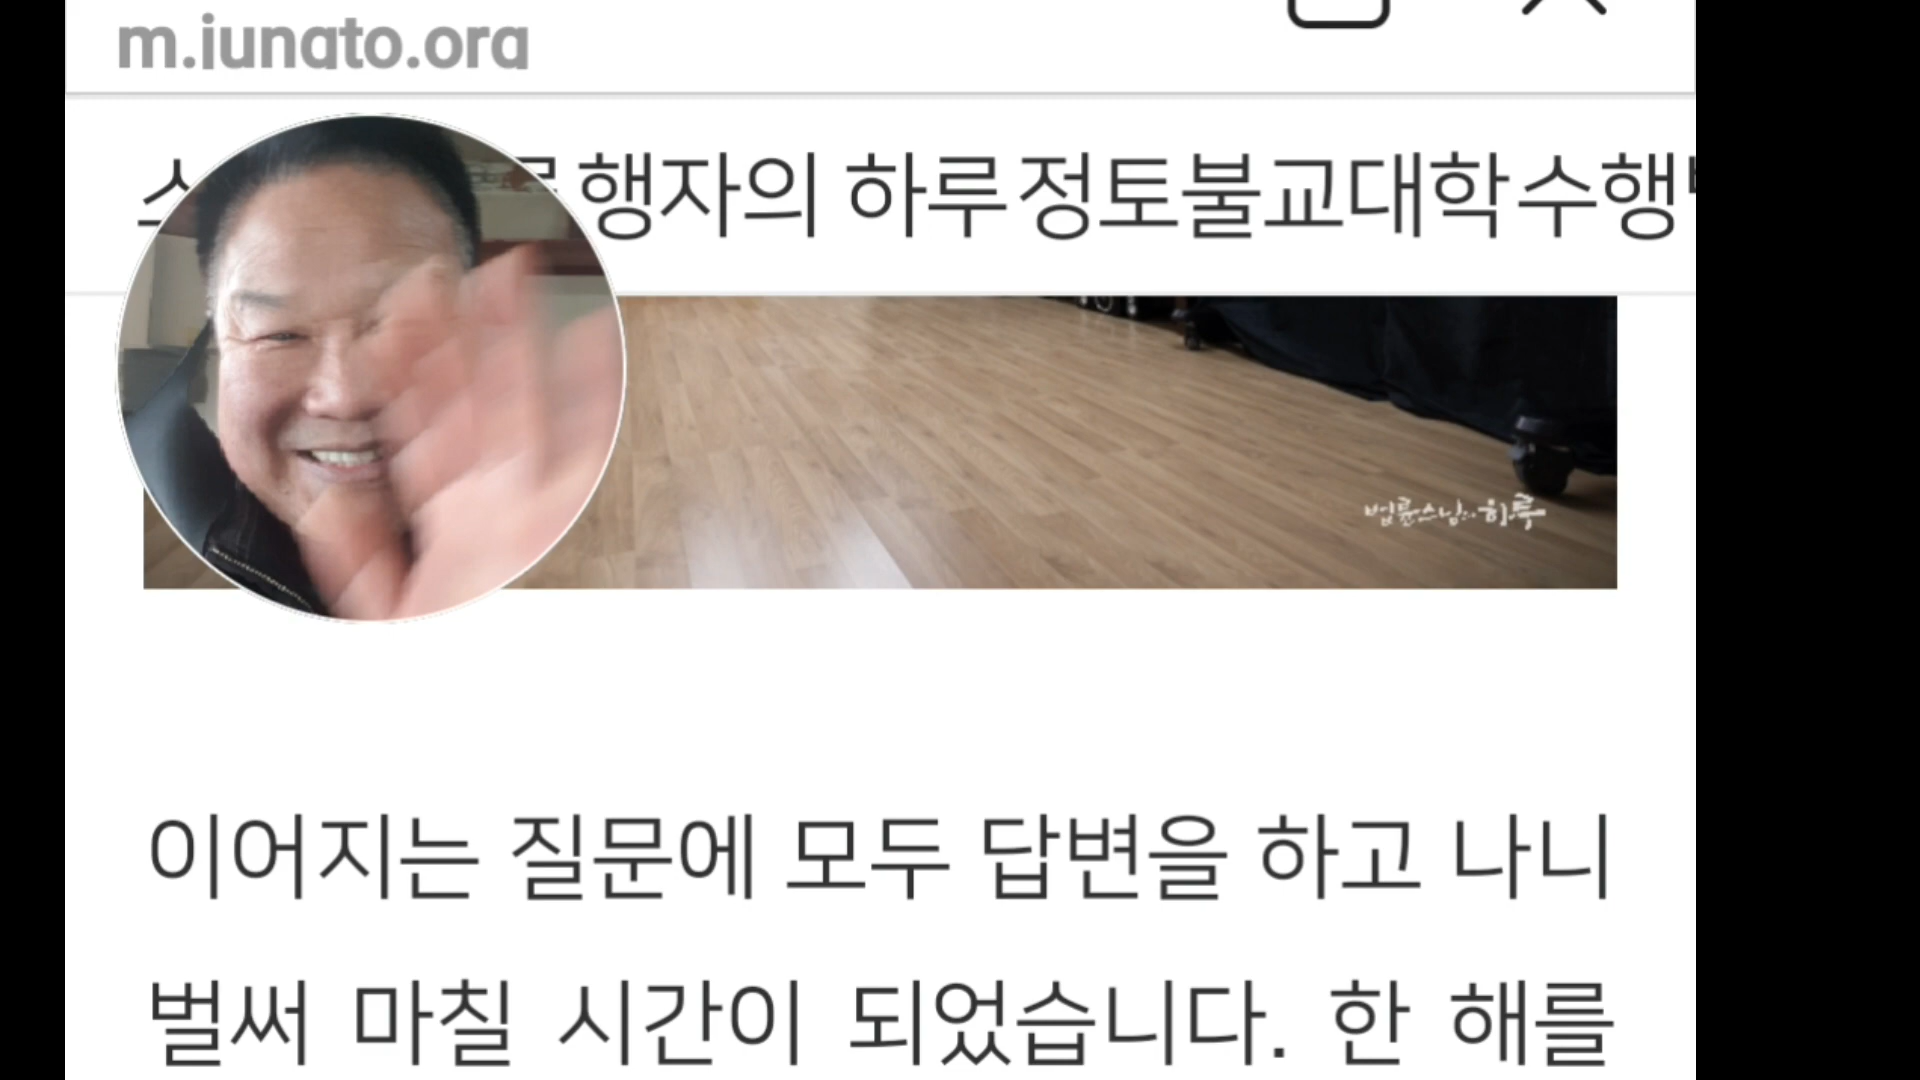 m.jungto.org
행자의 하루 정토불교대학 수행
법륜스님의 하루
이어지는 질문에 모두 답변을 하고 나니
벌써 마칠 시간이 되었습니다. 한 해를